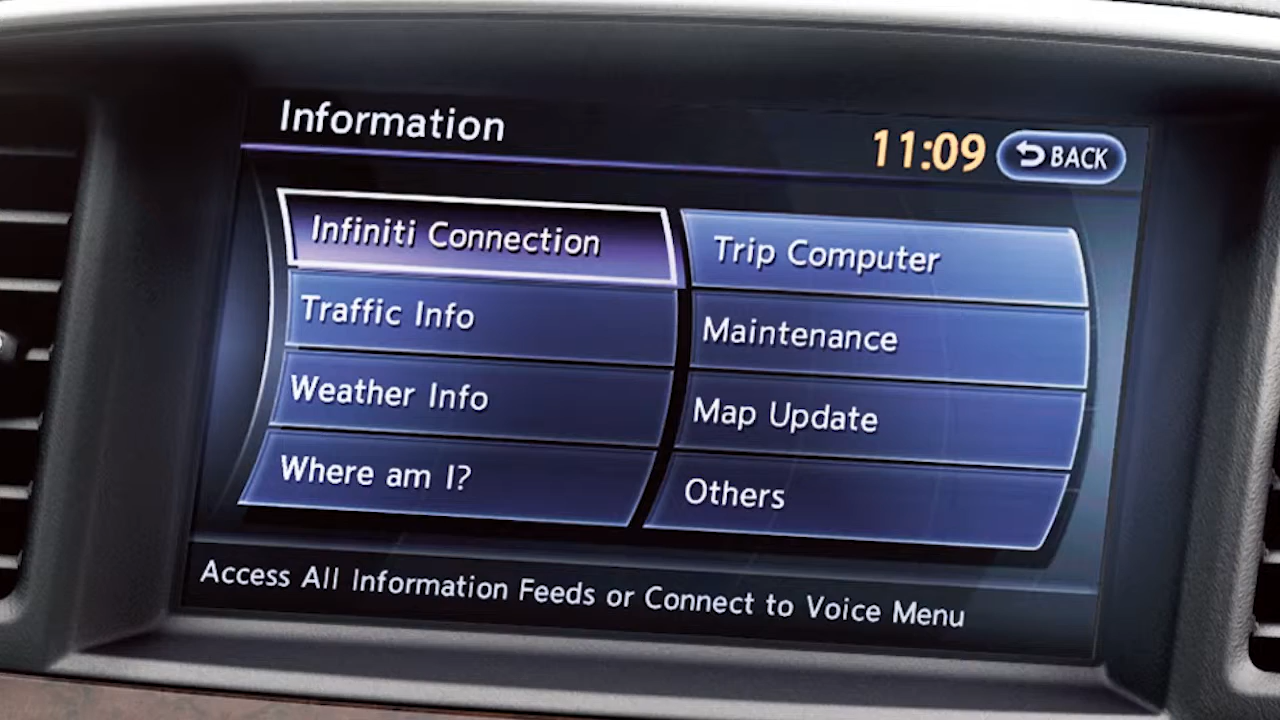 Information
11:09
BACK
Infiniti Connection
Trip Computer
Traffic Info
Maintenance
Weather Info
Map Update
Where am I?
Others
Access All Information Feeds or Connect to Voice Menu